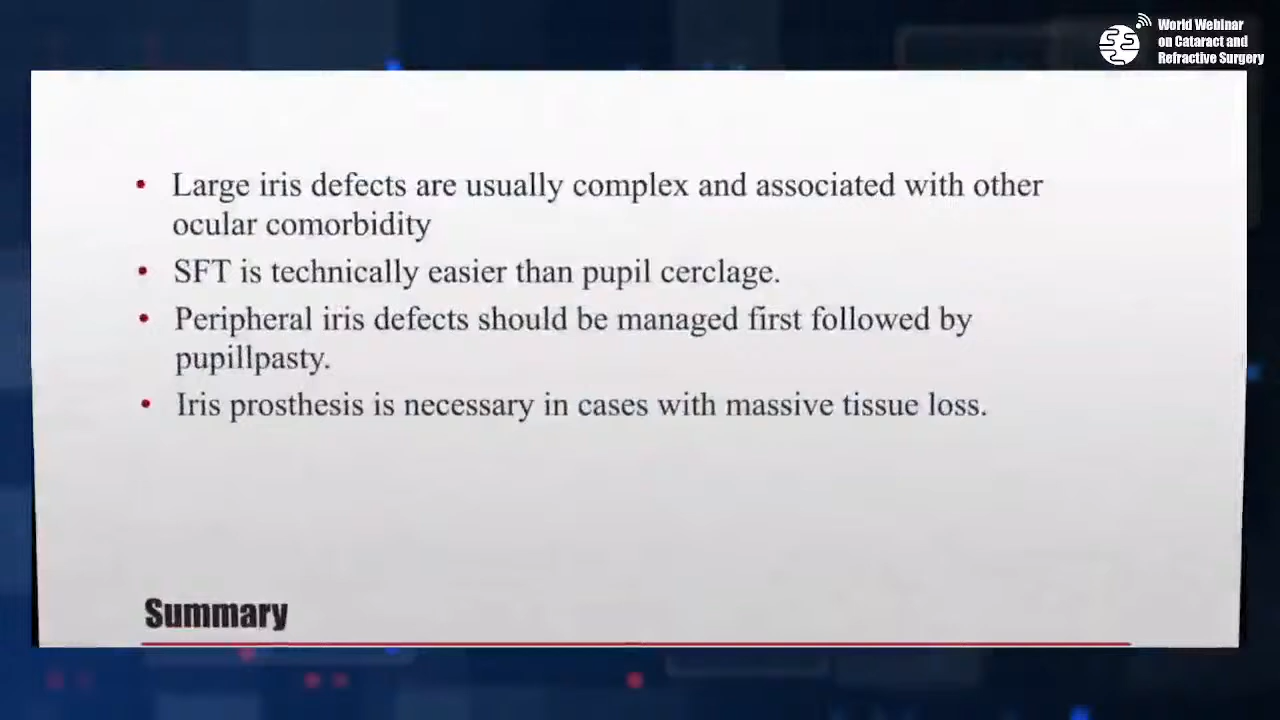 World Webinar
on Cataract and
Refractive Surgery
• Large iris defects are usually complex and associated with other
ocular comorbidity
• SFT is technically easier than pupil cerclage.
• Peripheral iris defects should be managed first followed by
pupillpasty.
• Iris prosthesis is necessary in cases with massive tissue loss.
Summary